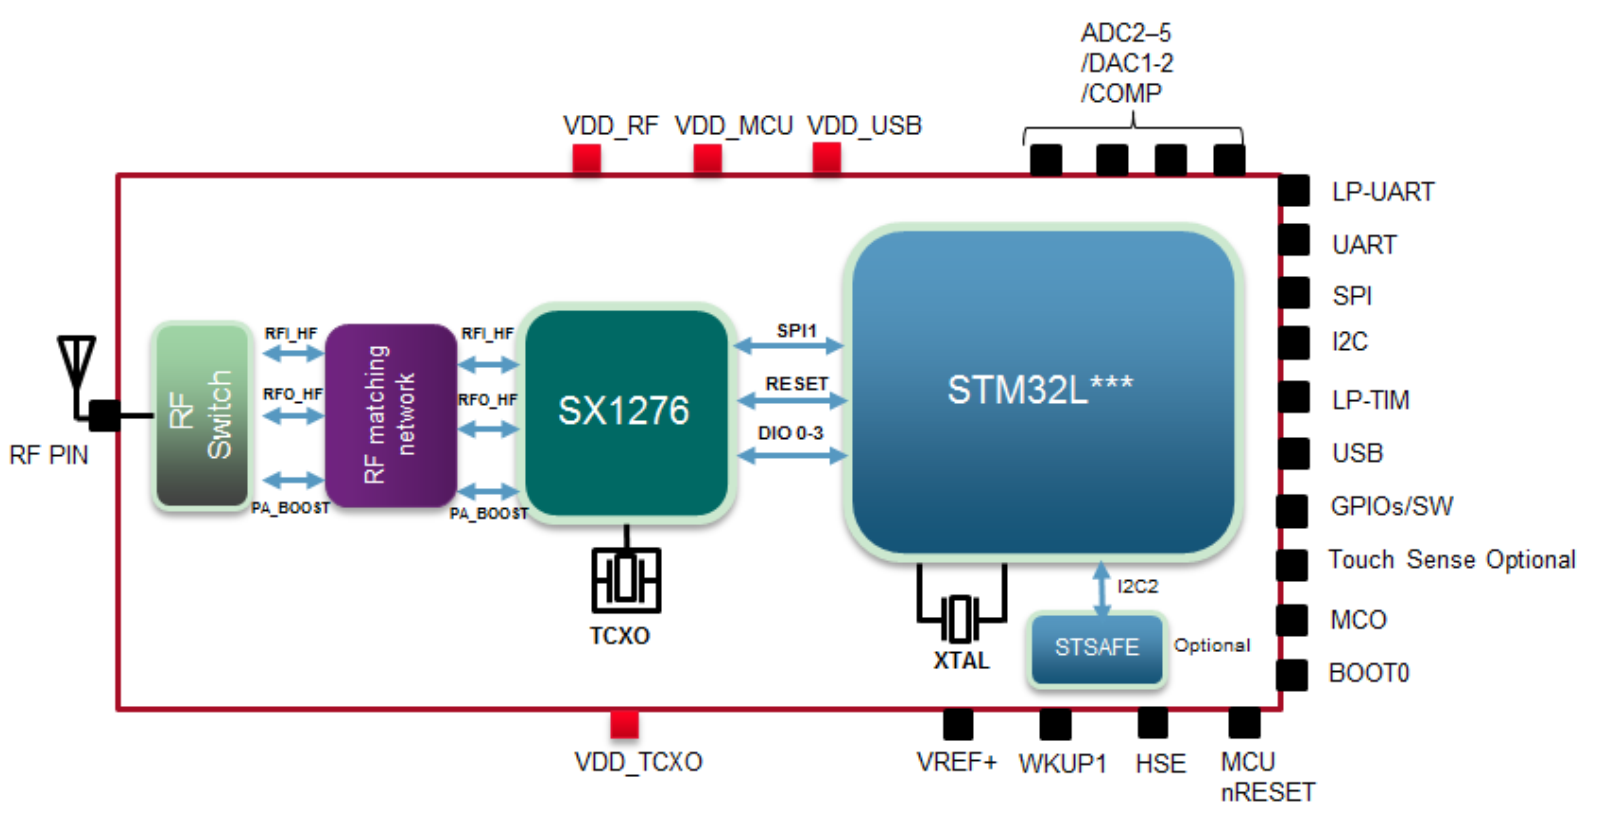 ADC2–5
/DAC1-2
/COMP
VDD_RF
VDD_MCU
VDD_USB
LP-UART
UART
SPI
I2C
LP-TIM
USB
GPIOs/SW
Touch Sense Optional
MCO
BOOT0
RF PIN
RF
Switch
RFI_HF
RFO_HF
PA_BOOST
RF matching
network
RFI_HF
RFO_HF
PA_BOOST
SX1276
TCXO
SPI1
RESET
DIO 0-3
STM32L***
XTAL
I2C2
STSAFE
Optional
VDD_TCXO
VREF+
WKUP1
HSE
MCU
nRESET